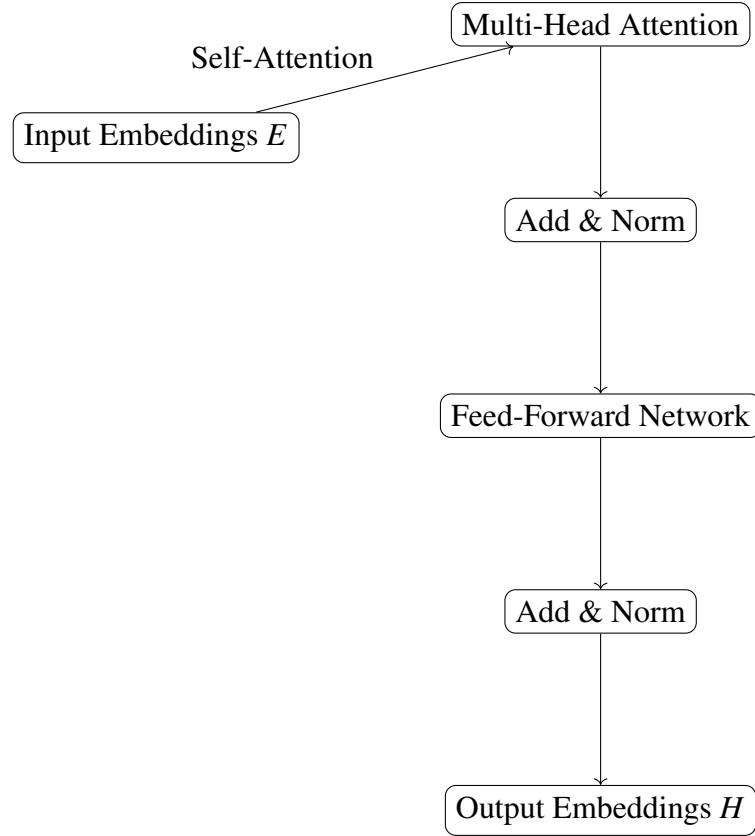 Multi-Head Attention
Self-Attention
Input Embeddings E
Add & Norm
Feed-Forward Network
Add & Norm
Output Embeddings H